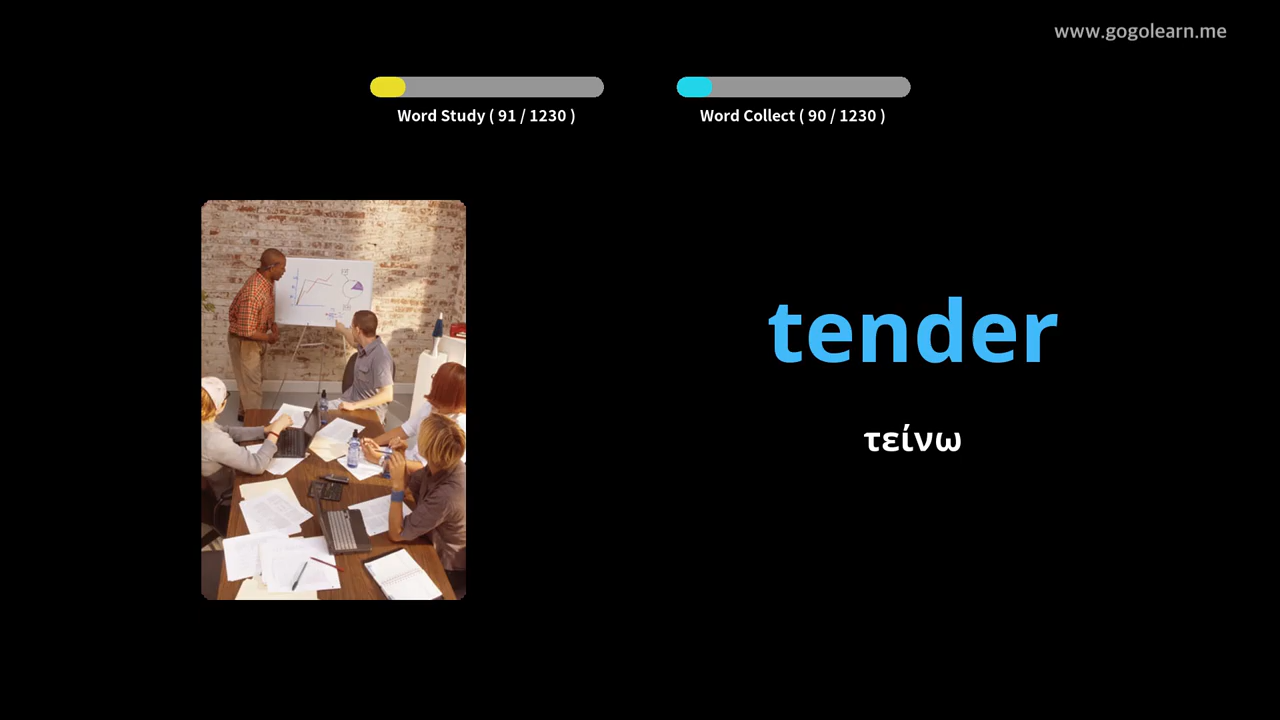 www.gogolearn.me
Word Study ( 91 / 1230 )
Word Collect ( 90 / 1230 )
tender
τείνω